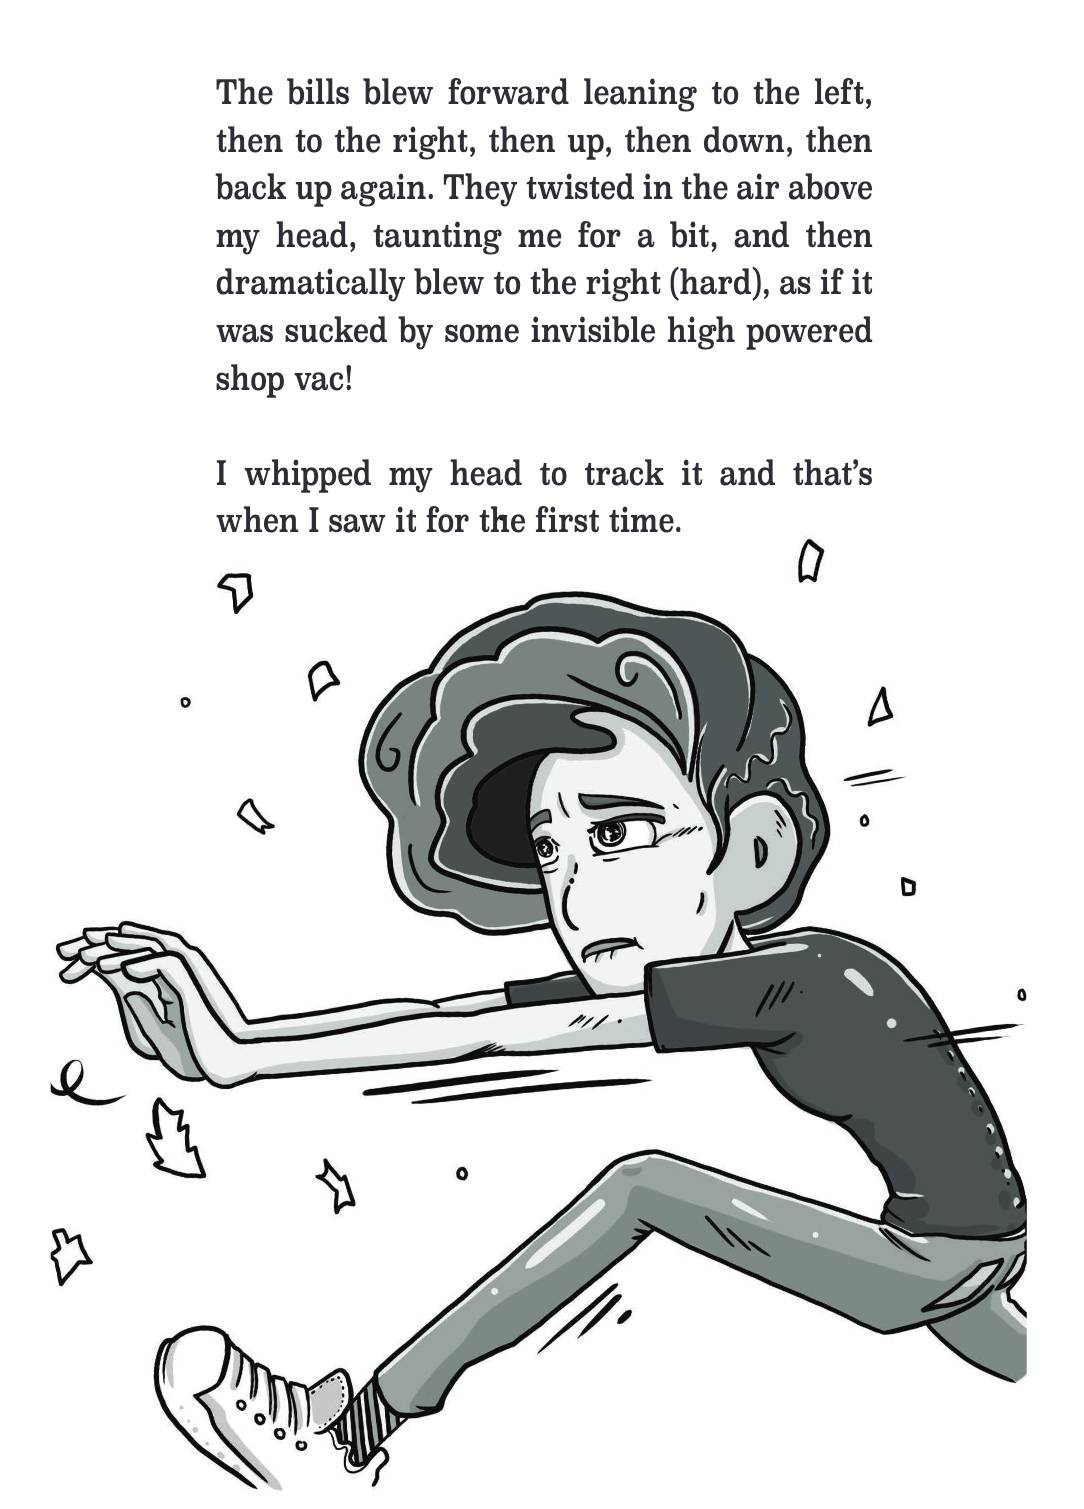 The bills blew forward leaning to the left,
then to the right, then up, then down, then
back up again. They twisted in the air above
my head, taunting me for a bit, and then
dramatically blew to the right (hard), as if it
was sucked by some invisible high powered
shop vac!
I whipped my head to track it and that’s
when I saw it for the first time.